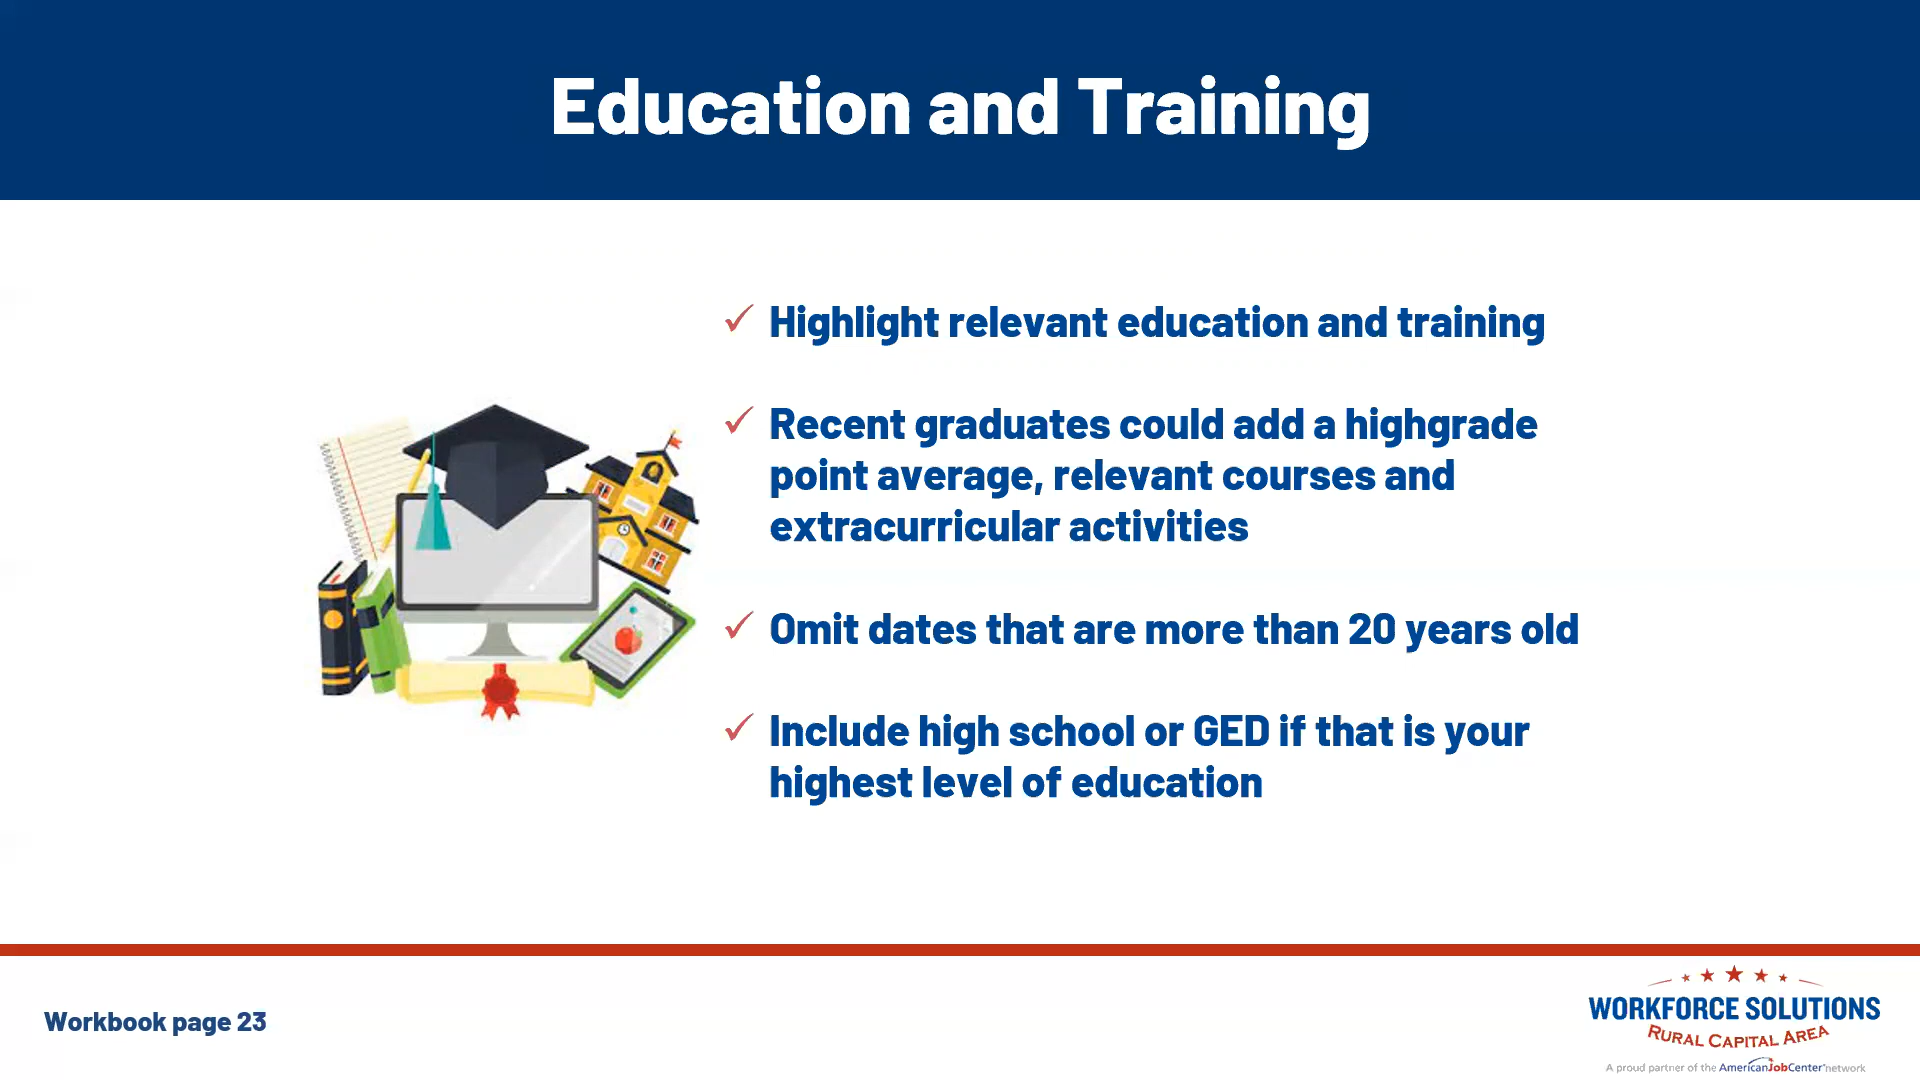 Education and Training
Highlight relevant education and training
Recent graduates could add a highgrade
point average, relevant courses and
extracurricular activities
Omit dates that are more than 20 years old
Include high school or GED if that is your
highest level of education
Workbook page 23
WORKFORCE SOLUTIONS
RURAL CAPITAL AREA
A proud partner of the AmericanJobCenter network